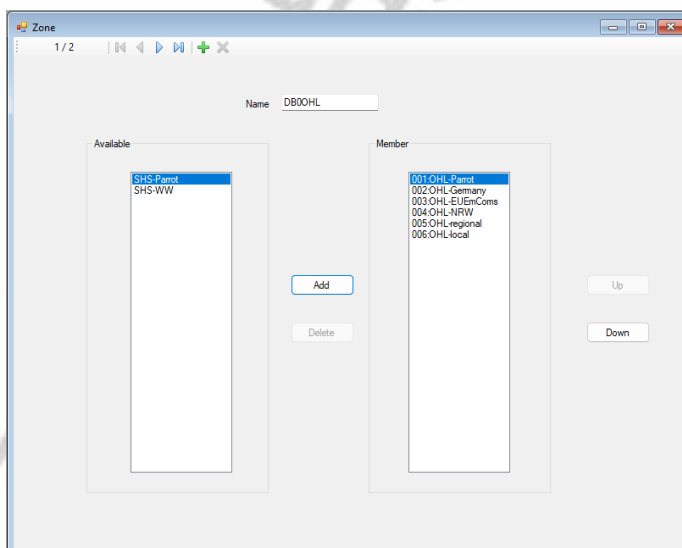 Zone
1 / 2
Name DB0OHL
Available
SHS-Parrot
SHS-WW
Member
001:OHL-Parrot
002:OHL-Germany
003:OHL-EUEmComs
004:OHL-NRW
005:OHL-regional
006:OHL-local
Add
Delete
Up
Down